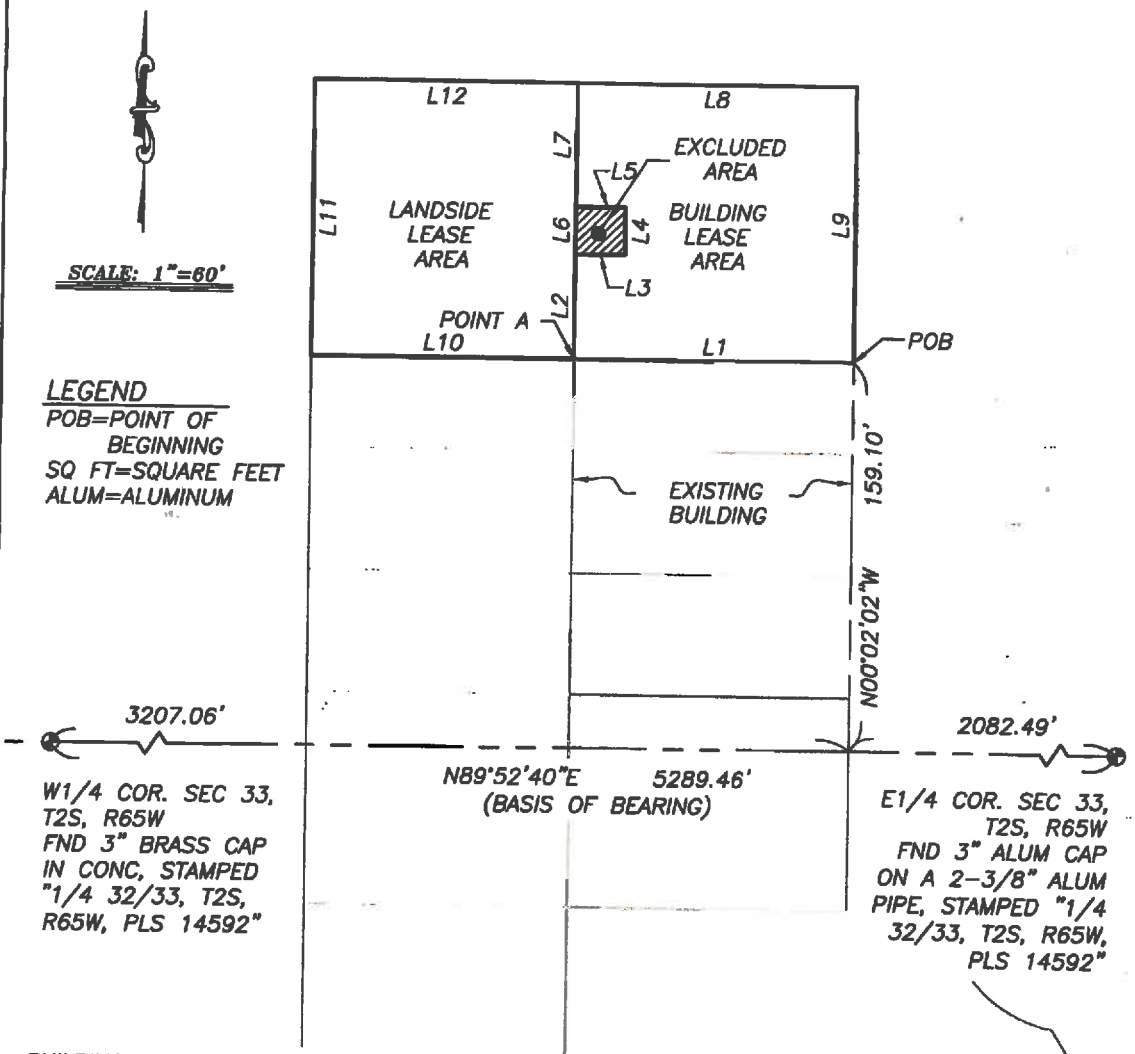 L12
L8
L7
EXCLUDED
AREA
L5
L11
LANDSIDE
LEASE
AREA
L6
L4
BUILDING
LEASE
AREA
L9
SCALE: 1"=60'
L3
L2
POINT A
L10
L1
POB
LEGEND
POB=POINT OF
BEGINNING
SQ FT=SQUARE FEET
ALUM=ALUMINUM
159.10'
EXISTING
BUILDING
N00°02'02"W
3207.06'
2082.49'
N89°52'40"E 5289.46'
(BASIS OF BEARING)
W1/4 COR. SEC 33,
T2S, R65W
FND 3" BRASS CAP
IN CONC, STAMPED
"1/4 32/33, T2S,
R65W, PLS 14592"
E1/4 COR. SEC 33,
T2S, R65W
FND 3" ALUM CAP
ON A 2-3/8" ALUM
PIPE, STAMPED "1/4
32/33, T2S, R65W,
PLS 14592"